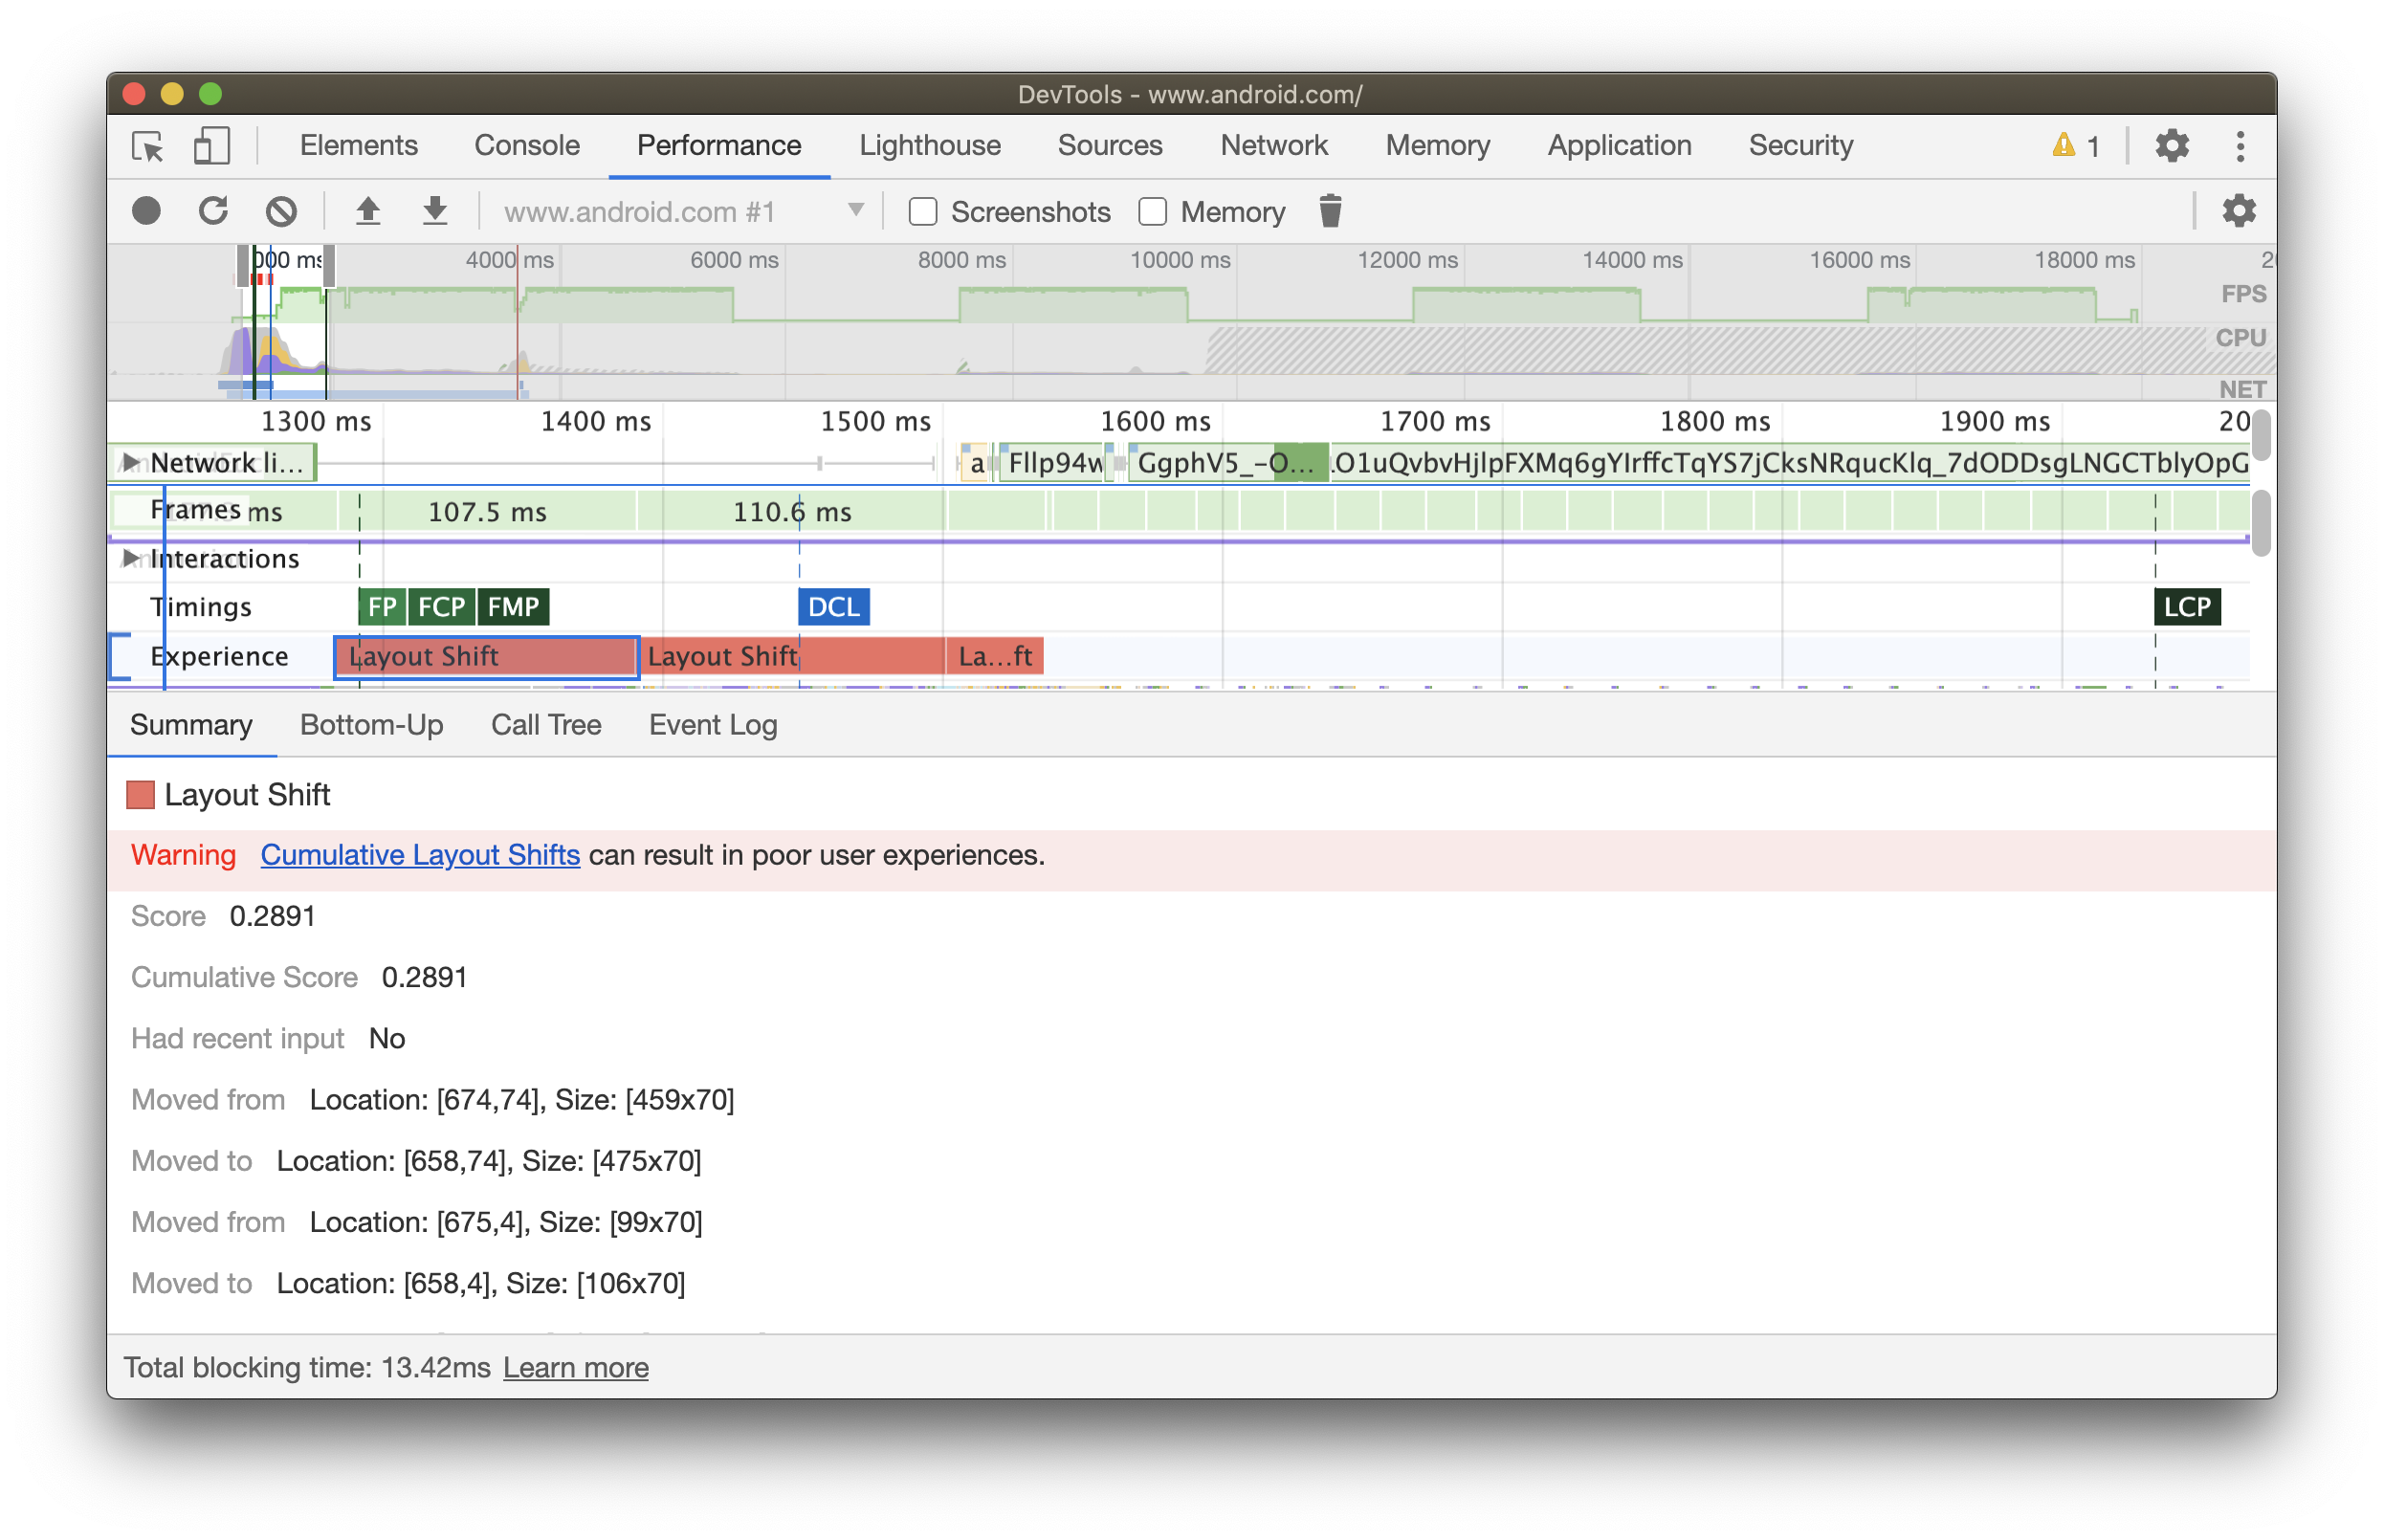 DevTools - www.android.com/
Elements Console Performance Lighthouse Sources Network Memory Application Security 1
www.android.com #1 Screenshots Memory
000 ms 4000 ms 6000 ms 8000 ms 10000 ms 12000 ms 14000 ms 16000 ms 18000 ms
FPS
CPU
NET
1300 ms 1400 ms 1500 ms 1600 ms 1700 ms 1800 ms 1900 ms 20
Network li... a Fllp94w GgphV5_-O... .O1uQvbvHjlpFXMq6gYIrffcTqYS7jCksNRqucKlq_7dODDsgLNGCTblyOpG
Frames ms 107.5 ms 110.6 ms
Interactions
Timings FP FCP FMP DCL LCP
Experience Layout Shift Layout Shift La...ft
Summary Bottom-Up Call Tree Event Log
Layout Shift
Warning Cumulative Layout Shifts can result in poor user experiences.
Score 0.2891
Cumulative Score 0.2891
Had recent input No
Moved from Location: [674,74], Size: [459x70]
Moved to Location: [658,74], Size: [475x70]
Moved from Location: [675,4], Size: [99x70]
Moved to Location: [658,4], Size: [106x70]
Total blocking time: 13.42ms Learn more